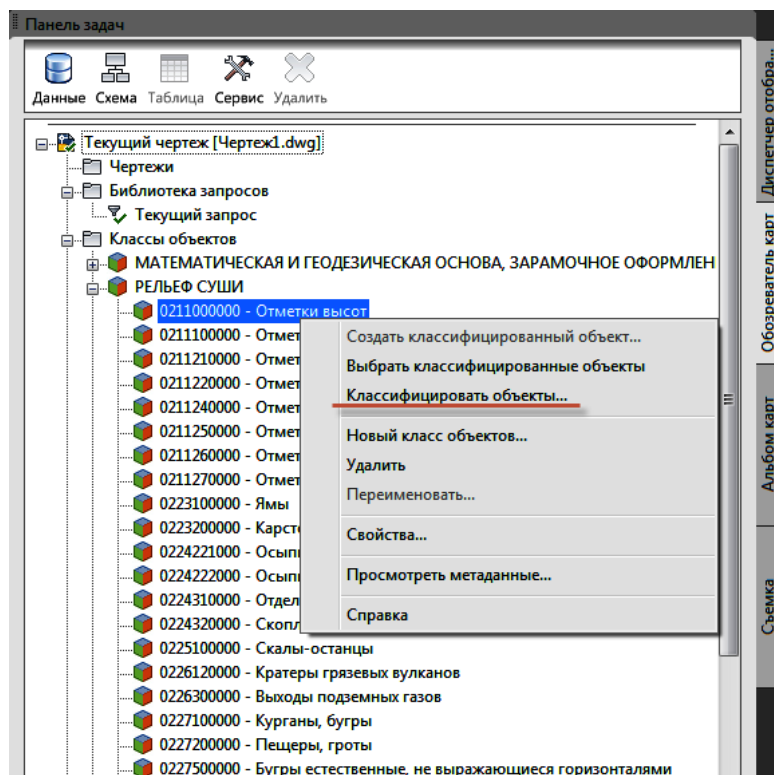 Панель задач
Данные Схема Таблица Сервис Удалить
Текущий чертеж [Чертеж1.dwg]
Чертежи
Библиотека запросов
Текущий запрос
Классы объектов
МАТЕМАТИЧЕСКАЯ И ГЕОДЕЗИЧЕСКАЯ ОСНОВА, ЗАРАМОЧНОЕ ОФОРМЛЕН
РЕЛЬЕФ СУШИ
0211000000 - Отметки высот
0211100000 - Отмет
0211210000 - Отмет
0211220000 - Отмет
0211240000 - Отмет
0211250000 - Отмет
0211260000 - Отмет
0211270000 - Отмет
0223100000 - Ямы
0223200000 - Карст
0224221000 - Осып
0224222000 - Осып
0224310000 - Отдел
0224320000 - Скопл
0225100000 - Скалы-останцы
0226120000 - Кратеры грязевых вулканов
0226300000 - Выходы подземных газов
0227100000 - Курганы, бугры
0227200000 - Пещеры, гроты
0227500000 - Бугры естественные, не выражающиеся горизонталями
Создать классифицированный объект...
Выбрать классифицированные объекты
Классифицировать объекты...
Новый класс объектов...
Удалить
Переименовать...
Свойства...
Просмотреть метаданные...
Справка
Диспетчер отобра...
Обозреватель карт
Альбом карт
Съемка